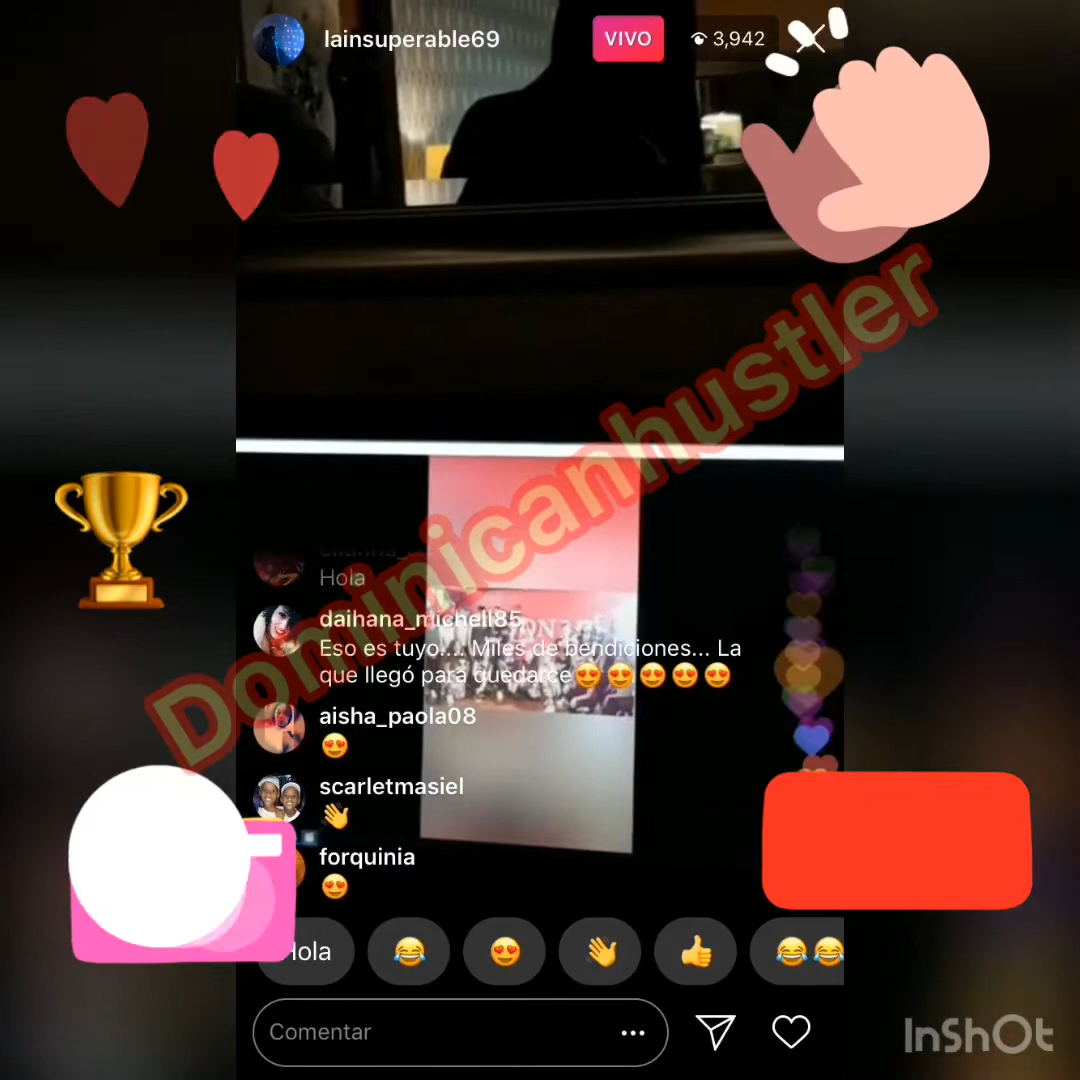 lainsuperable69
VIVO
3,942
Dominicanhustler
Hola
daihana_michell85
Eso es tuyo.... Miles de bendiciones... La
que llegó para quedarce😍😍😍😍😍
aisha_paola08
😍
scarletmasiel
👋
forquinia
😍
Hola 😂 😍 👋 👍 😂😂
Comentar
InShOt